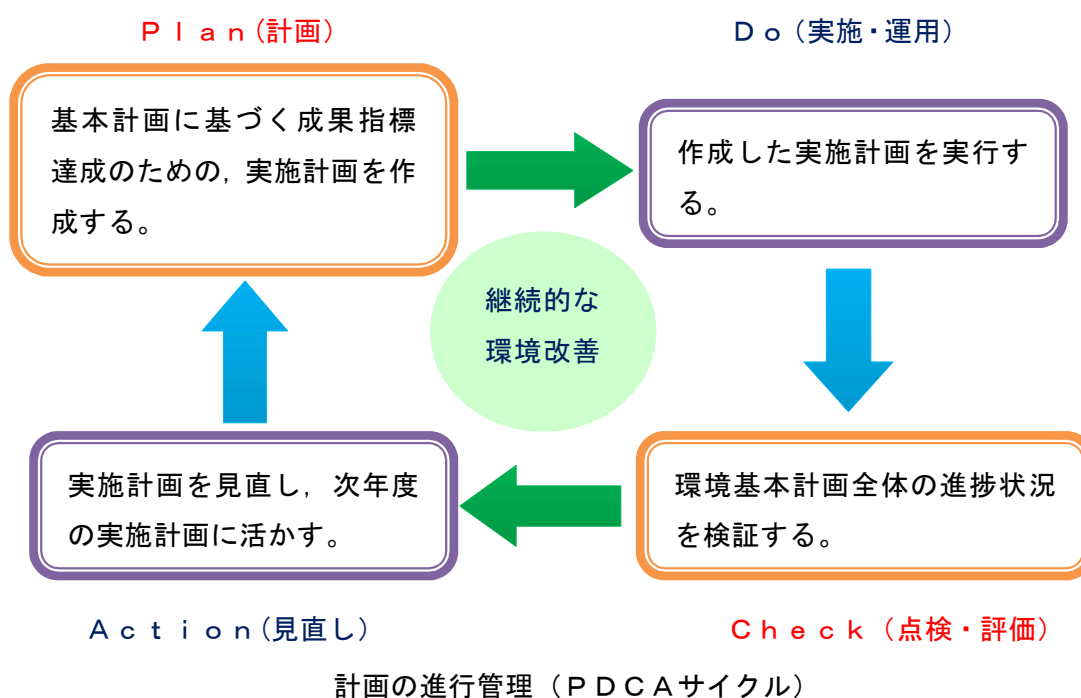 Ｐｌａｎ(計画)
基本計画に基づく成果指標
達成のための，実施計画を作
成する。
Ｄｏ（実施・運用）
作成した実施計画を実行す
る。
継続的な
環境改善
環境基本計画全体の進捗状況
を検証する。
Ｃｈｅｃｋ（点検・評価）
実施計画を見直し，次年度
の実施計画に活かす。
Ａｃｔｉｏｎ(見直し)
計画の進行管理（ＰＤＣＡサイクル）